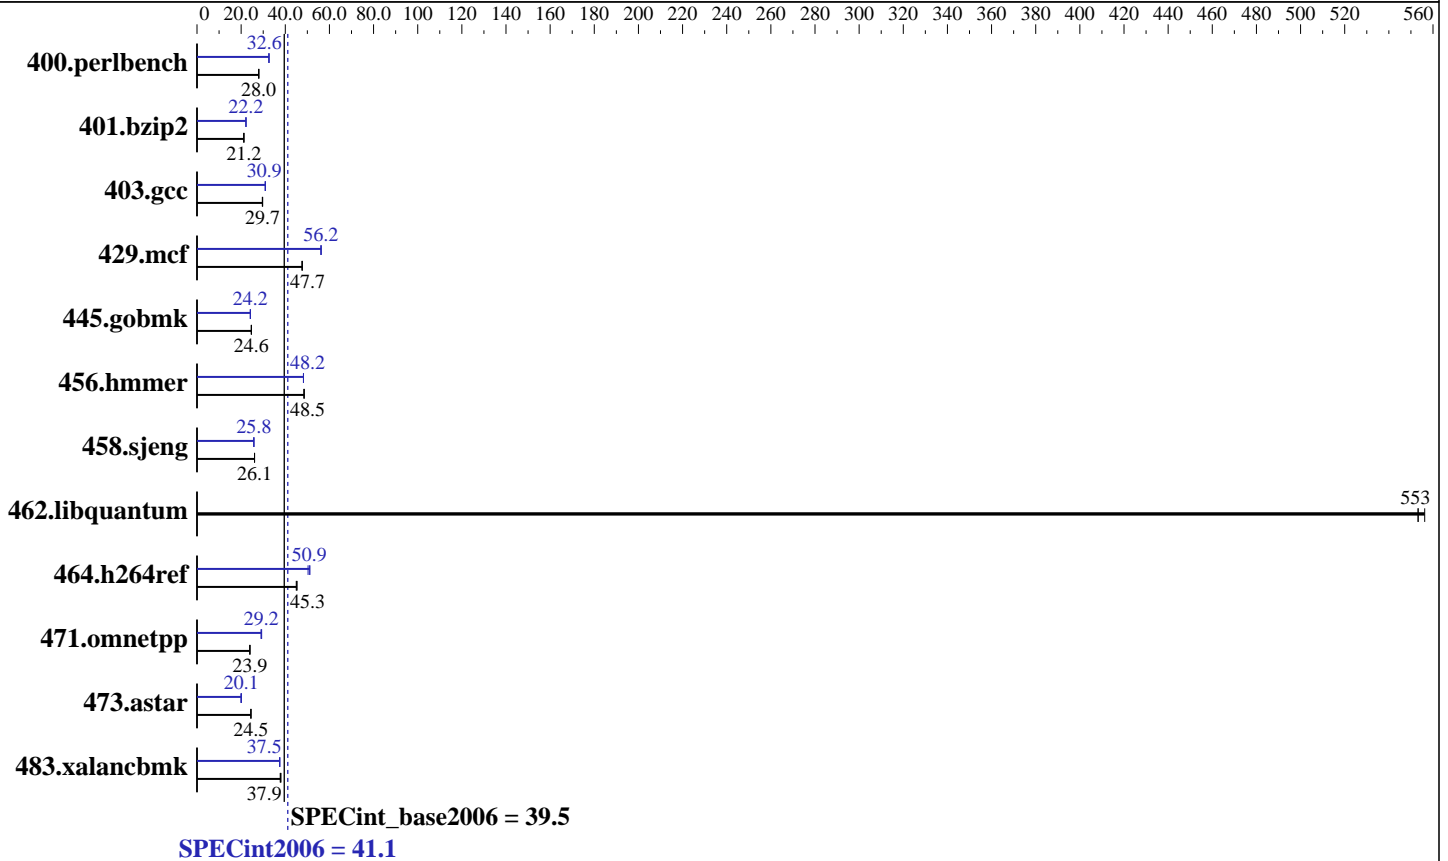 0 20.0 40.0 60.0 80.0 100 120 140 160 180 200 220 240 260 280 300 320 340 360 380 400 420 440 460 480 500 520 560
32.6
400.perlbench
28.0
22.2
401.bzip2
21.2
30.9
403.gcc
29.7
56.2
429.mcf
47.7
24.2
445.gobmk
24.6
48.2
456.hmmer
48.5
25.8
458.sjeng
26.1
553
462.libquantum
50.9
464.h264ref
45.3
29.2
471.omnetpp
23.9
20.1
473.astar
24.5
37.5
483.xalancbmk
37.9
SPECint_base2006 = 39.5
SPECint2006 = 41.1